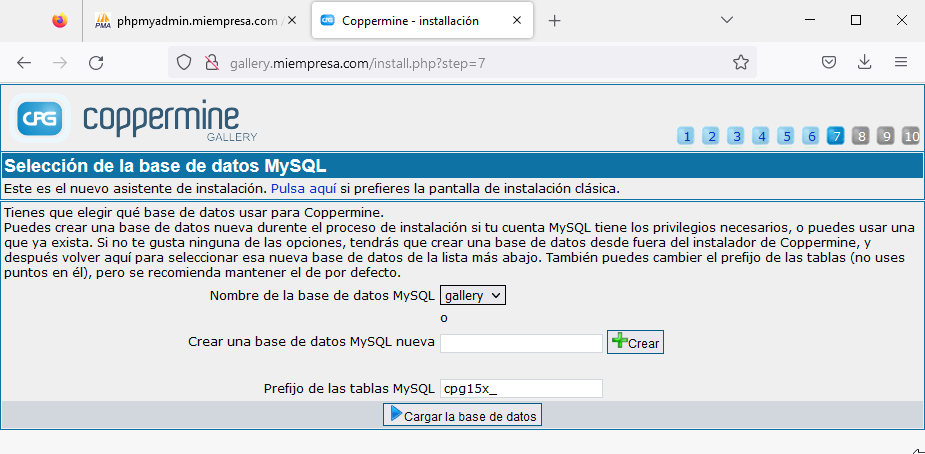 phpmyadmin.miempresa.com /
Coppermine - instalación
gallery.miempresa.com/install.php?step=7
CPG coppermine
GALLERY
1 2 3 4 5 6 7 8 9 10
Selección de la base de datos MySQL
Este es el nuevo asistente de instalación. Pulsa aquí si prefieres la pantalla de instalación clásica.
Tienes que elegir qué base de datos usar para Coppermine.
Puedes crear una base de datos nueva durente el proceso de instalación si tu cuenta MySQL tiene los privilegios necesarios, o puedes usar una
que ya exista. Si no te gusta ninguna de las opciones, tendrás que crear una base de datos desde fuera del instalador de Coppermine, y
después volver aquí para seleccionar esa nueva base de datos de la lista más abajo. También puedes cambiar el prefijo de las tablas (no uses
puntos en él), pero se recomienda mantener el de por defecto.
Nombre de la base de datos MySQL gallery
o
Crear una base de datos MySQL nueva Crear
Prefijo de las tablas MySQL cpg15x_
Cargar la base de datos